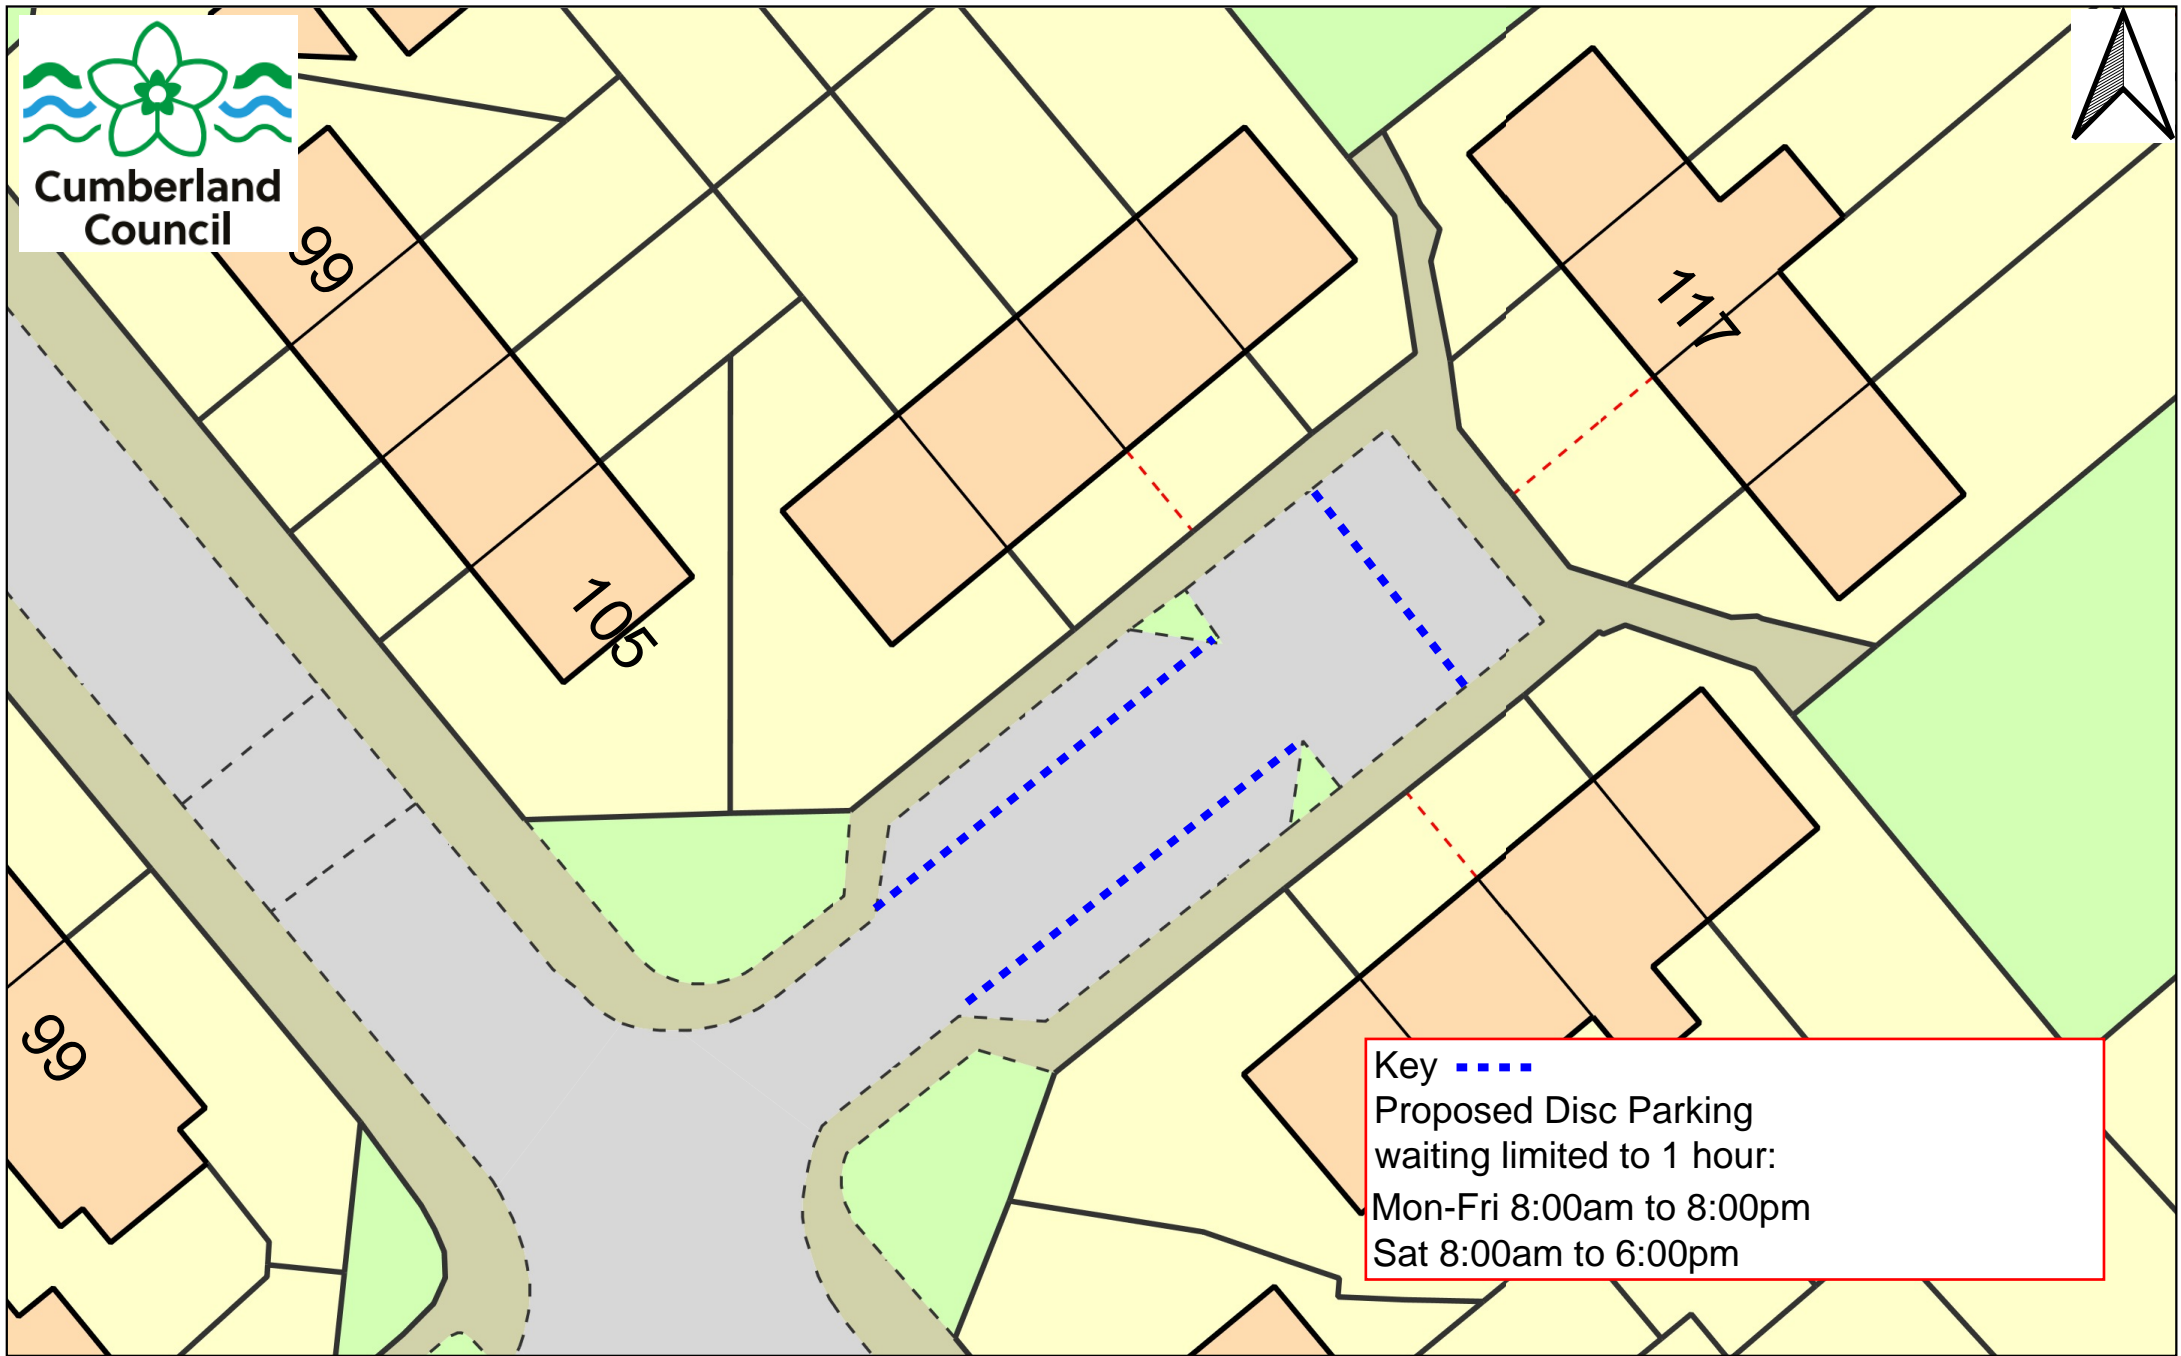 Cumberland
Council
99
117
105
99
Key
Proposed Disc Parking
waiting limited to 1 hour:
Mon-Fri 8:00am to 8:00pm
Sat 8:00am to 6:00pm